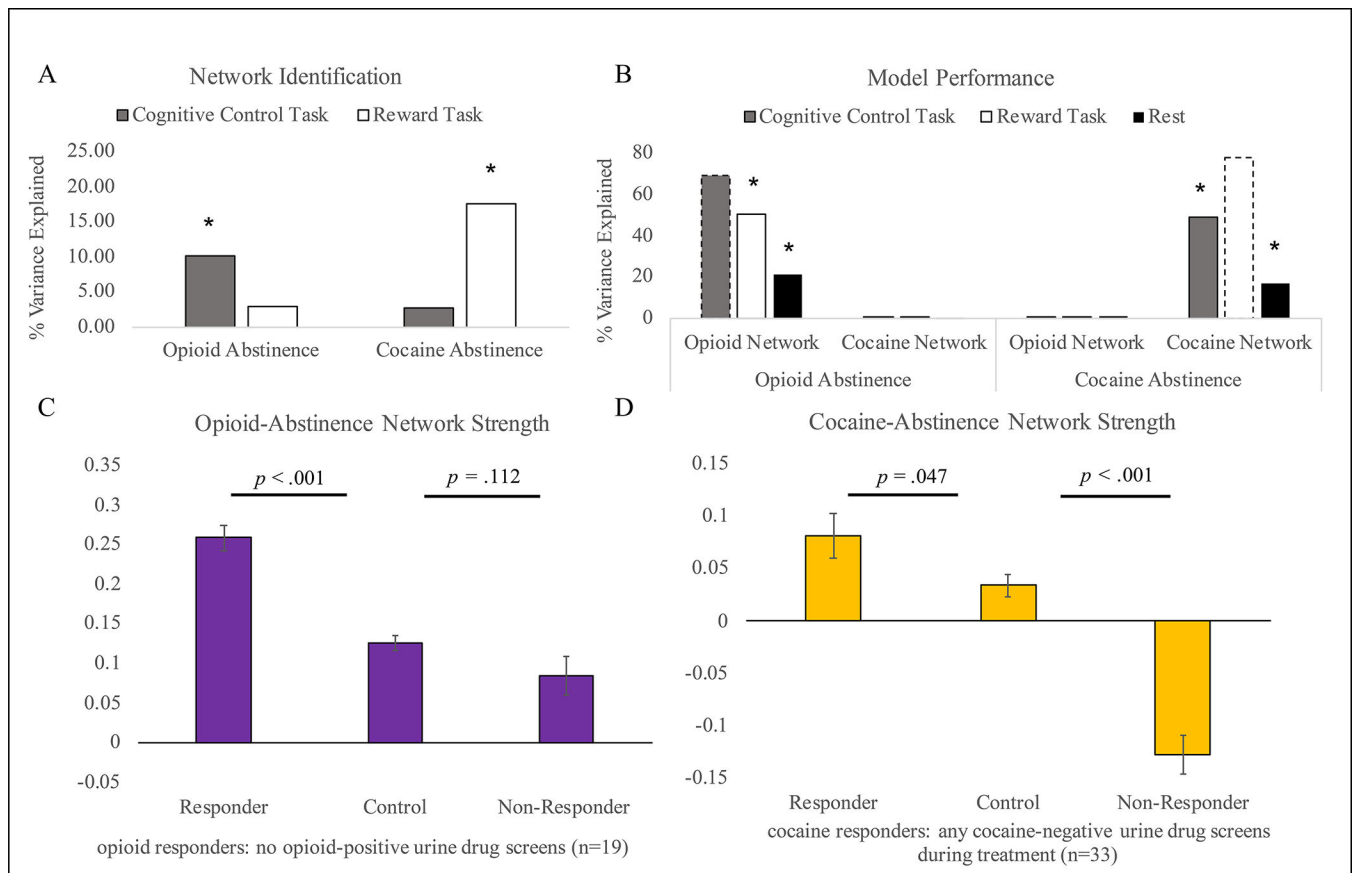 A
Network Identification
Cognitive Control Task Reward Task
% Variance Explained
25.00
20.00
15.00
10.00
5.00
0.00
*
*
Opioid Abstinence Cocaine Abstinence
B
Model Performance
Cognitive Control Task Reward Task Rest
% Variance Explained
80
60
40
20
0
*
*
*
*
Opioid Network Cocaine Network Opioid Network Cocaine Network
Opioid Abstinence Cocaine Abstinence
C
Opioid-Abstinence Network Strength
0.35
0.3
0.25
0.2
0.15
0.1
0.05
0
-0.05
p < .001 p = .112
Responder Control Non-Responder
opioid responders: no opioid-positive urine drug screens (n=19)
D
Cocaine-Abstinence Network Strength
0.15
0.1
0.05
0
-0.05
-0.1
-0.15
p = .047 p < .001
Responder Control Non-Responder
cocaine responders: any cocaine-negative urine drug screens
during treatment (n=33)